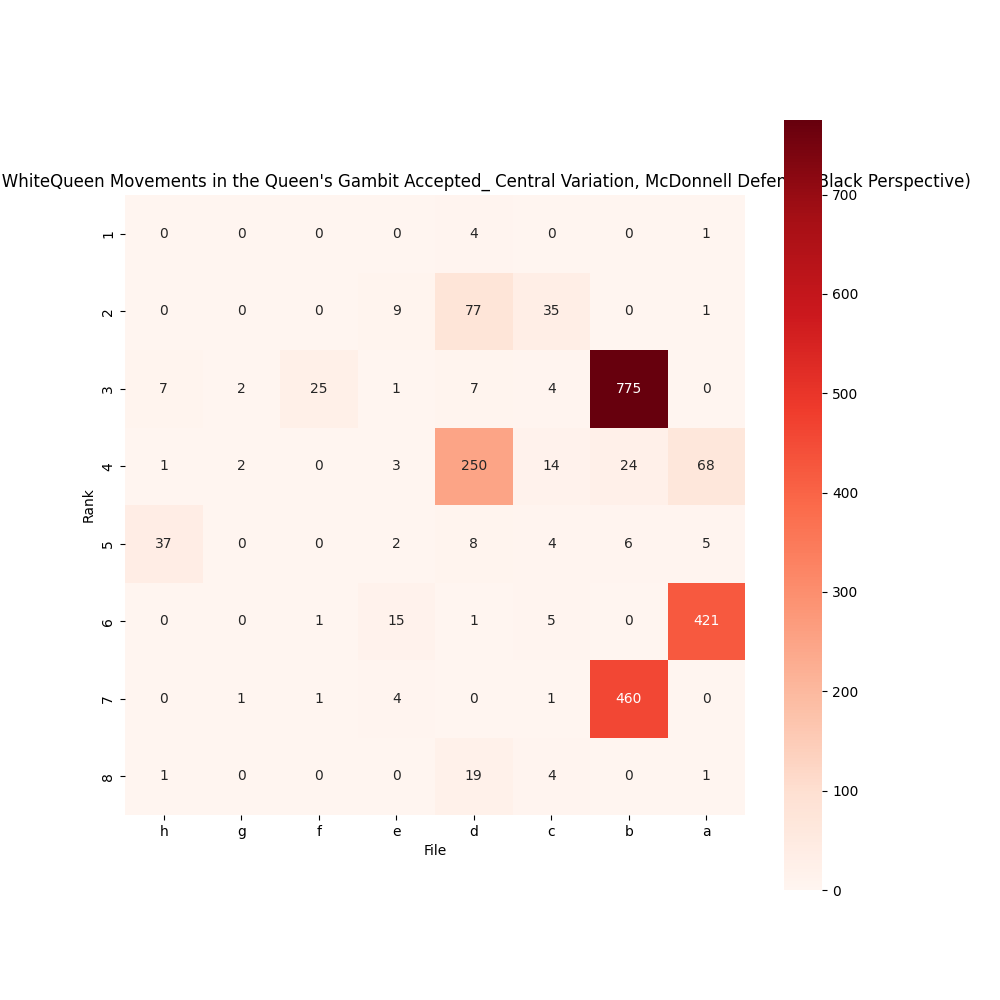 WhiteQueen Movements in the Queen's Gambit Accepted_ Central Variation, McDonnell Defen Black Perspective)
700
1 0 0 0 0 4 0 0 1
2 0 0 0 9 77 35 0 1
600
3 7 2 25 1 7 4 775 0
500
4 1 2 0 3 250 14 24 68
Rank
400
5 37 0 0 2 8 4 6 5
300
6 0 0 1 15 1 5 0 421
200
7 0 1 1 4 0 1 460 0
100
8 1 0 0 0 19 4 0 1
h g f e d c b a
File
0